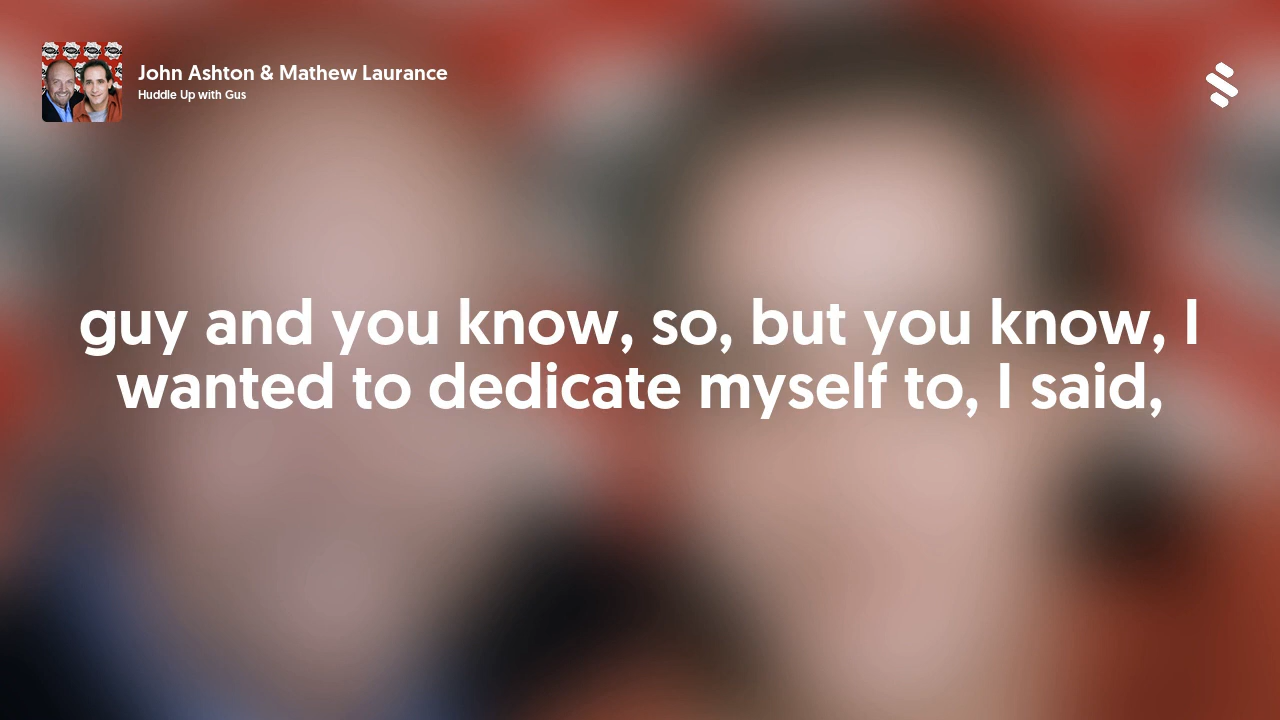 John Ashton & Mathew Laurance
Huddle Up with Gus
guy and you know, so, but you know, I
wanted to dedicate myself to, I said,